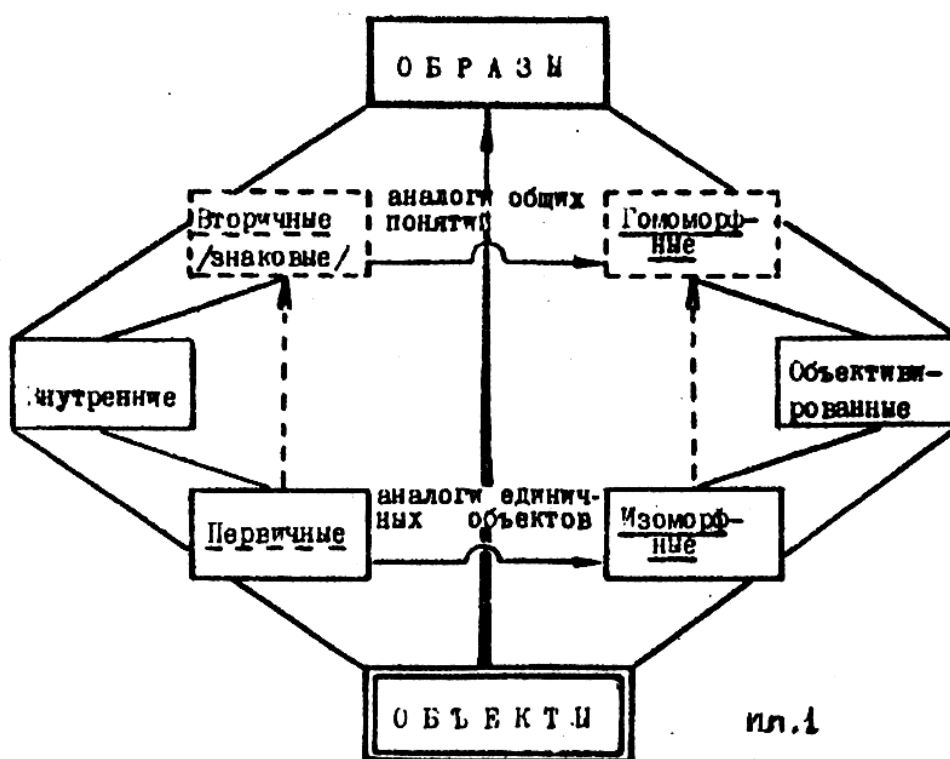 ОБРАЗЫ
аналоги общих
понятий
Вторичные
/знаковые/
Гомоморф-
ные
Внутренние
Объективи-
рованные
аналоги единич-
ных объектов
Первичные
Изоморф-
ные
ОБЪЕКТЫ
ил.1